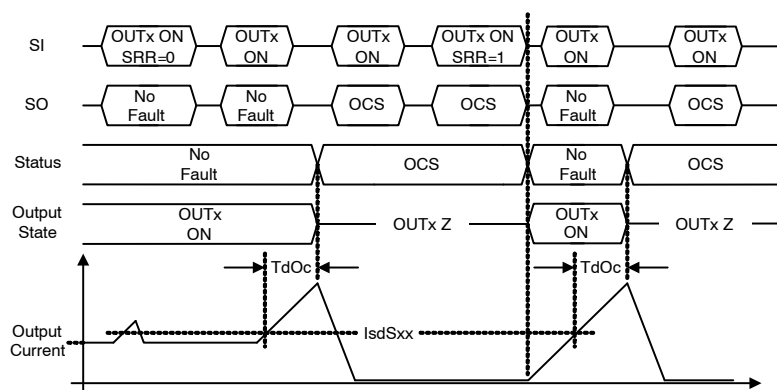 SI
OUTx ON
SRR=0
OUTx
ON
OUTx
ON
OUTx ON
SRR=1
OUTx
ON
OUTx
ON
SO
No
Fault
No
Fault
OCS
OCS
No
Fault
OCS
Status
No
Fault
OCS
No
Fault
OCS
Output
State
OUTx
ON
OUTx Z
OUTx
ON
OUTx Z
TdOc
TdOc
Output
Current
IsdSxx